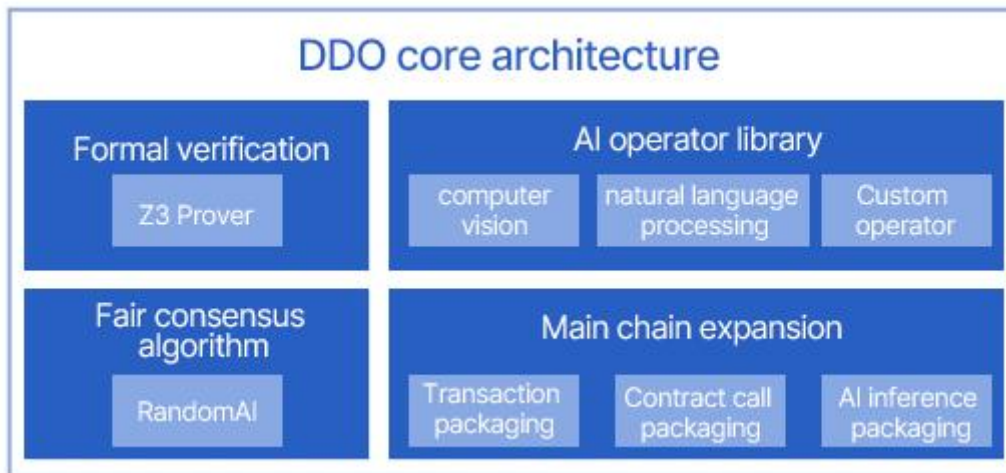 DDO core architecture
Formal verification
Z3 Prover
AI operator library
computer
vision
natural language
processing
Custom
operator
Fair consensus
algorithm
RandomAI
Main chain expansion
Transaction
packaging
Contract call
packaging
AI inference
packaging